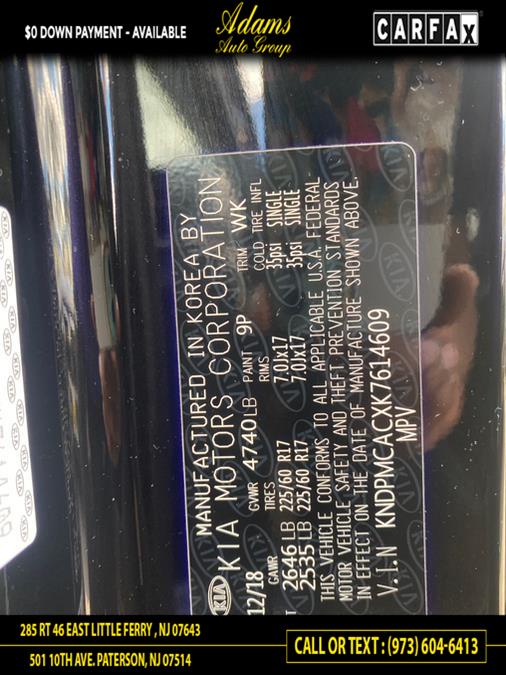 $0 DOWN PAYMENT - AVAILABLE
Adams
Auto Group
CARFAX
KIA
MANUFACTURED IN KOREA BY
KIA MOTORS CORPORATION
12/18 GVWR 4740LB PAINT 9P TRIM WK
GAWR TIRES RIMS COLD TIRE INFL
2646LB 225/60 R17 7.0Jx17 35psi SINGLE
2535LB 225/60 R17 7.0Jx17 35psi SINGLE
THIS VEHICLE CONFORMS TO ALL APPLICABLE U.S.A. FEDERAL
MOTOR VEHICLE SAFETY AND THEFT PREVENTION STANDARDS
IN EFFECT ON THE DATE OF MANUFACTURE SHOWN ABOVE.
V.I.N KNDPMCACXK7614609
MPV
285 RT 46 EAST LITTLE FERRY , NJ 07643
501 10TH AVE. PATERSON, NJ 07514
CALL OR TEXT : (973) 604-6413